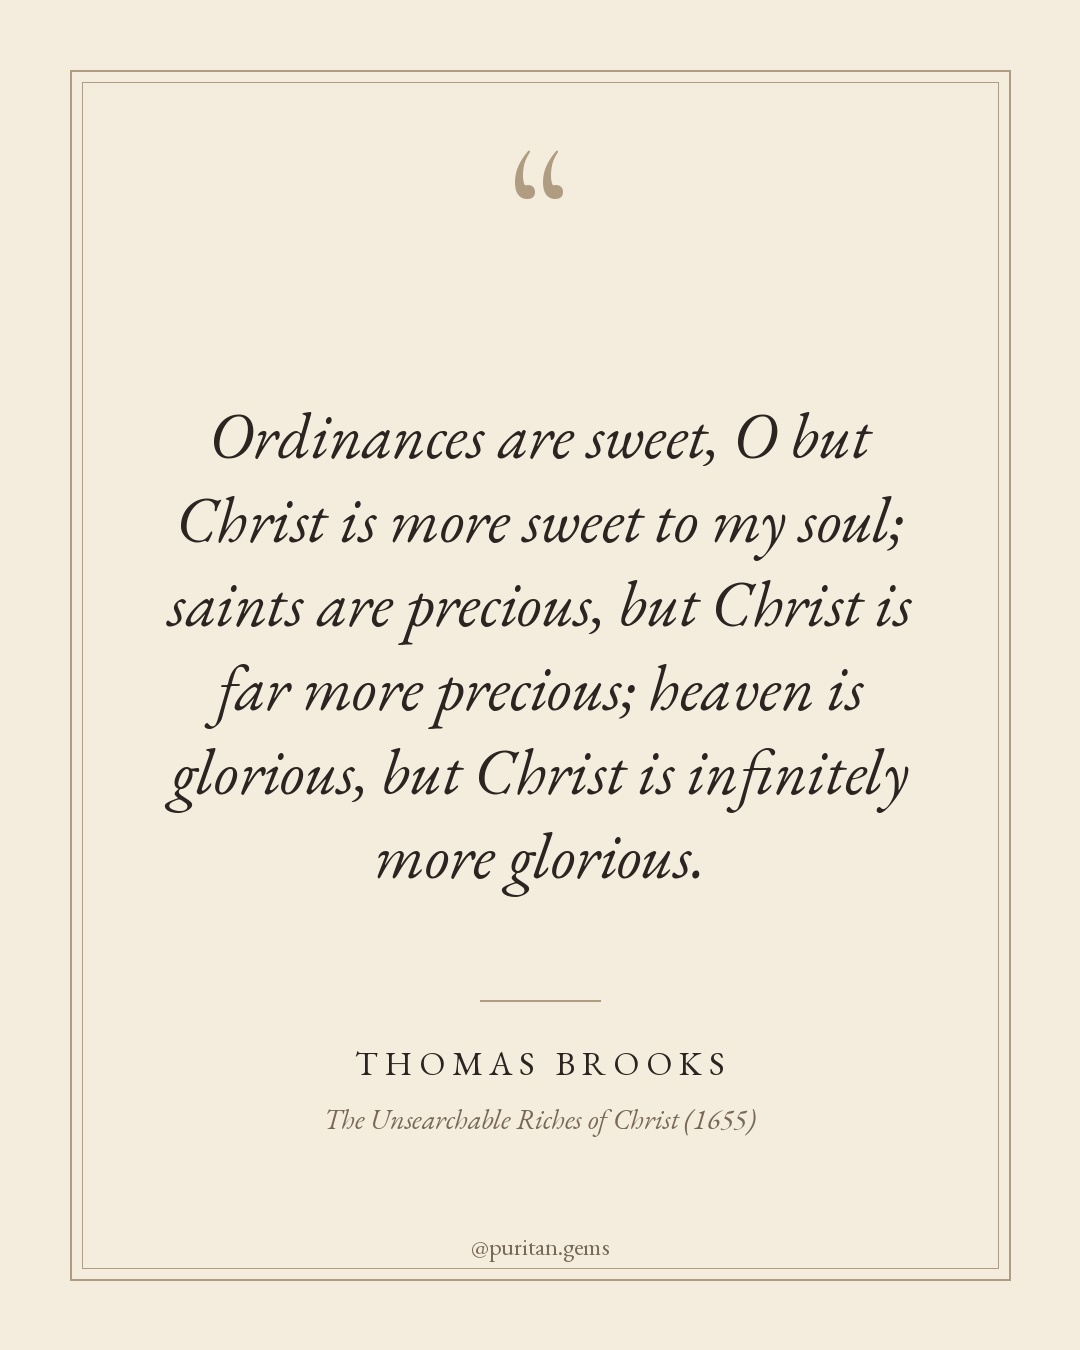 “
Ordinances are sweet, O but
Christ is more sweet to my soul;
saints are precious, but Christ is
far more precious; heaven is
glorious, but Christ is infinitely
more glorious.
THOMAS BROOKS
The Unsearchable Riches of Christ (1655)
@puritan.gems